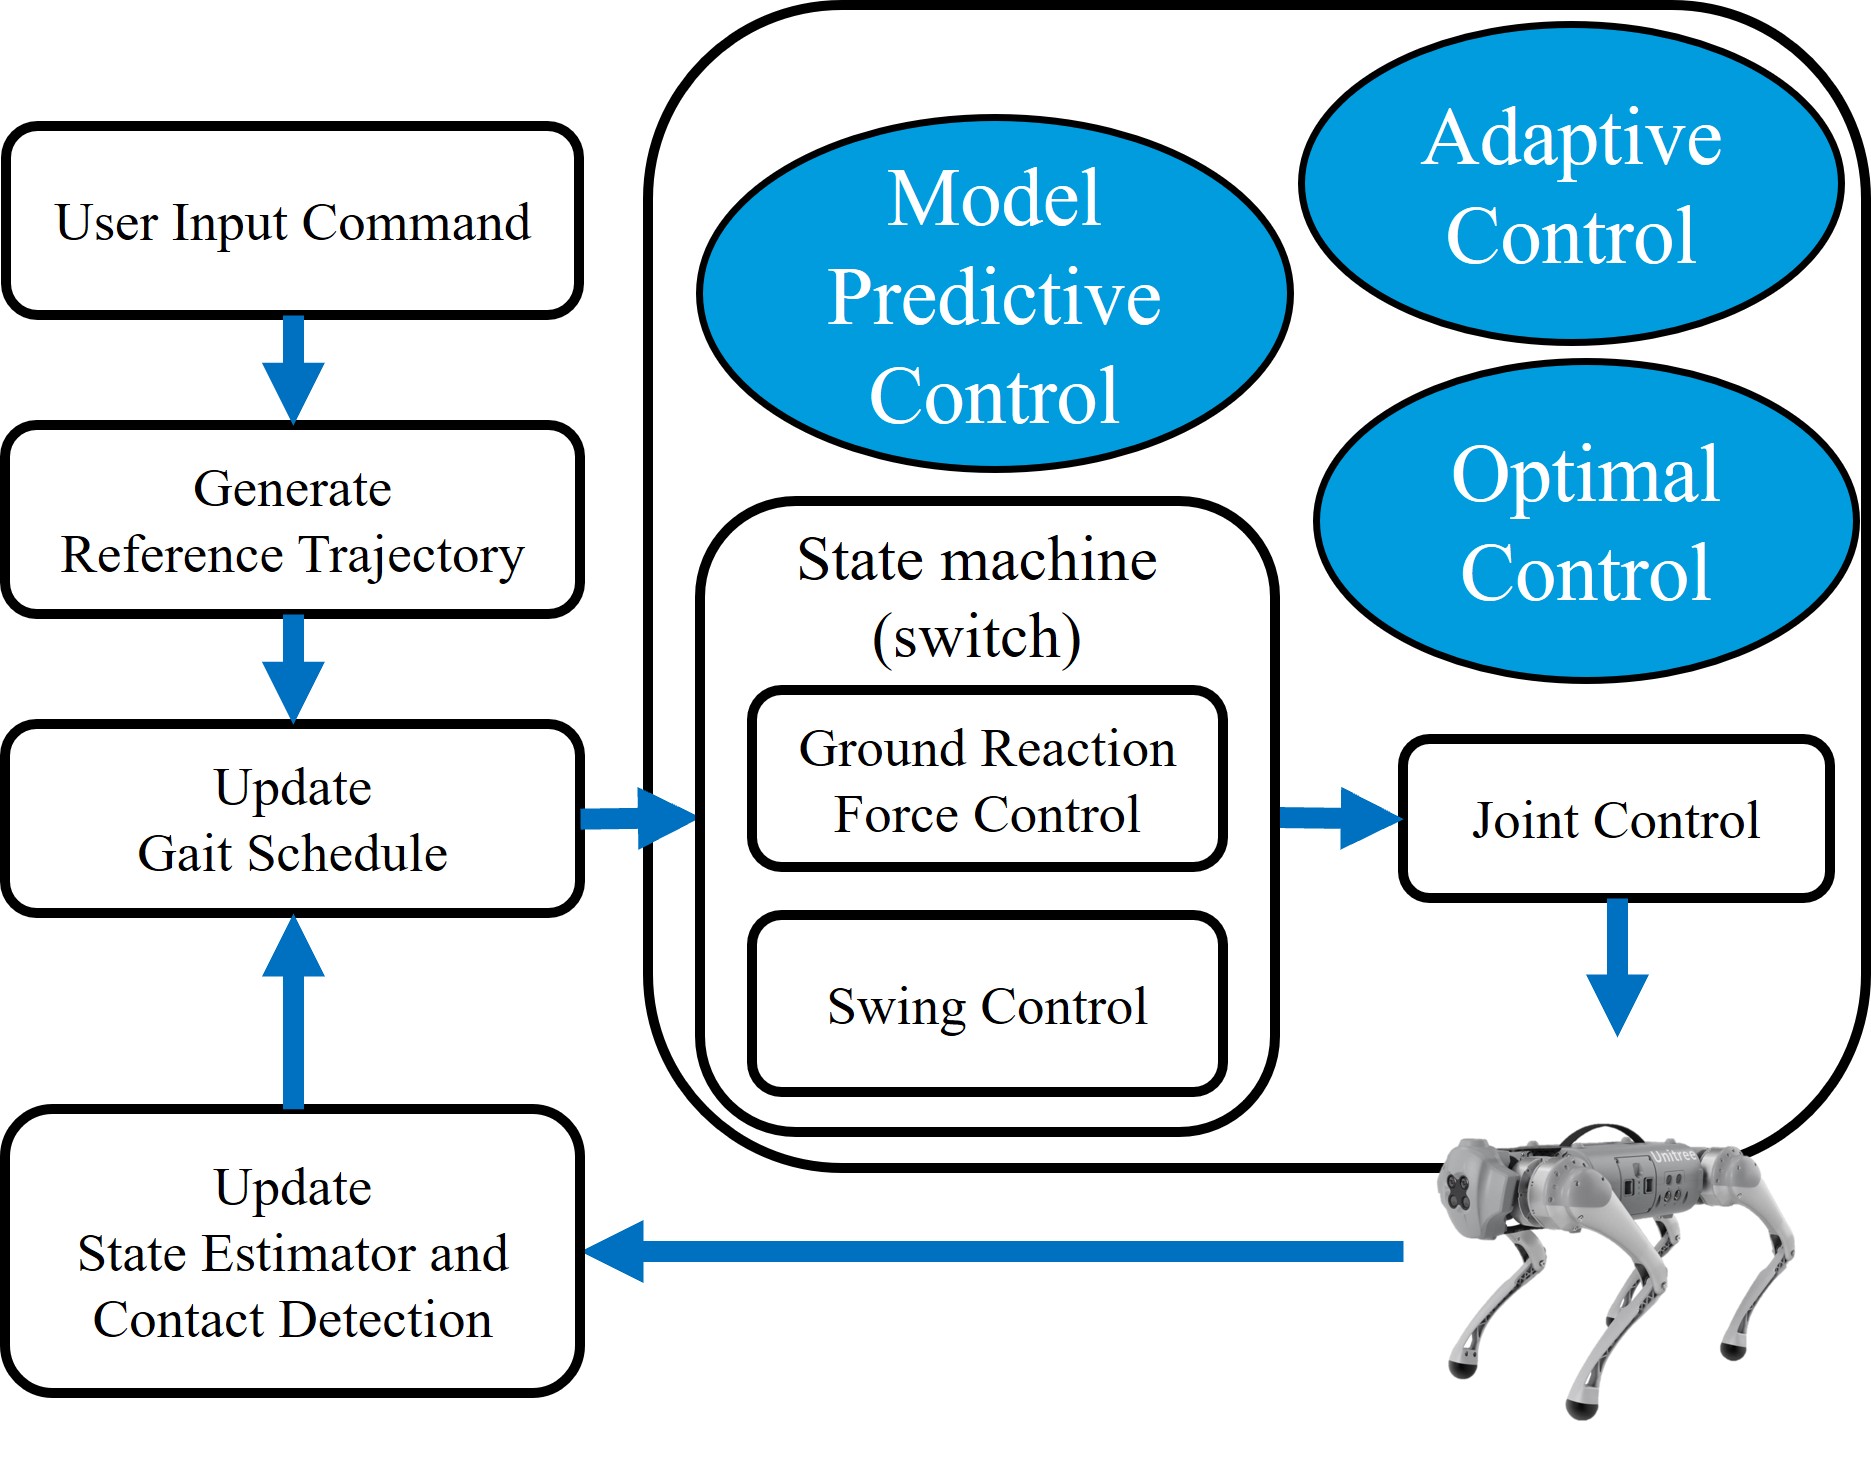 User Input Command
Generate
Reference Trajectory
Update
Gait Schedule
Update
State Estimator and
Contact Detection
Model
Predictive
Control
Adaptive
Control
Optimal
Control
State machine
(switch)
Ground Reaction
Force Control
Swing Control
Joint Control
Unitree